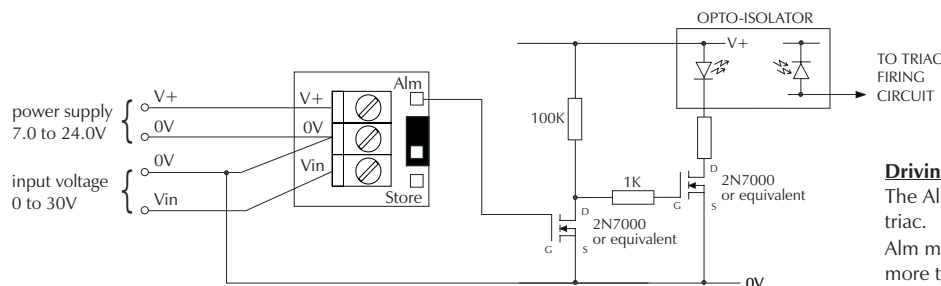 OPTO-ISOLATOR
V+
TO TRIAC
FIRING
CIRCUIT
Alm
V+
V+
power supply
7.0 to 24.0V
0V
0V
100K
0V
Vin
input voltage
0 to 30V
Vin
Store
1K
D
G
S
2N7000
or equivalent
D
G
S
2N7000
or equivalent
0V
Drivin
The Al
triac.
Alm m
more t